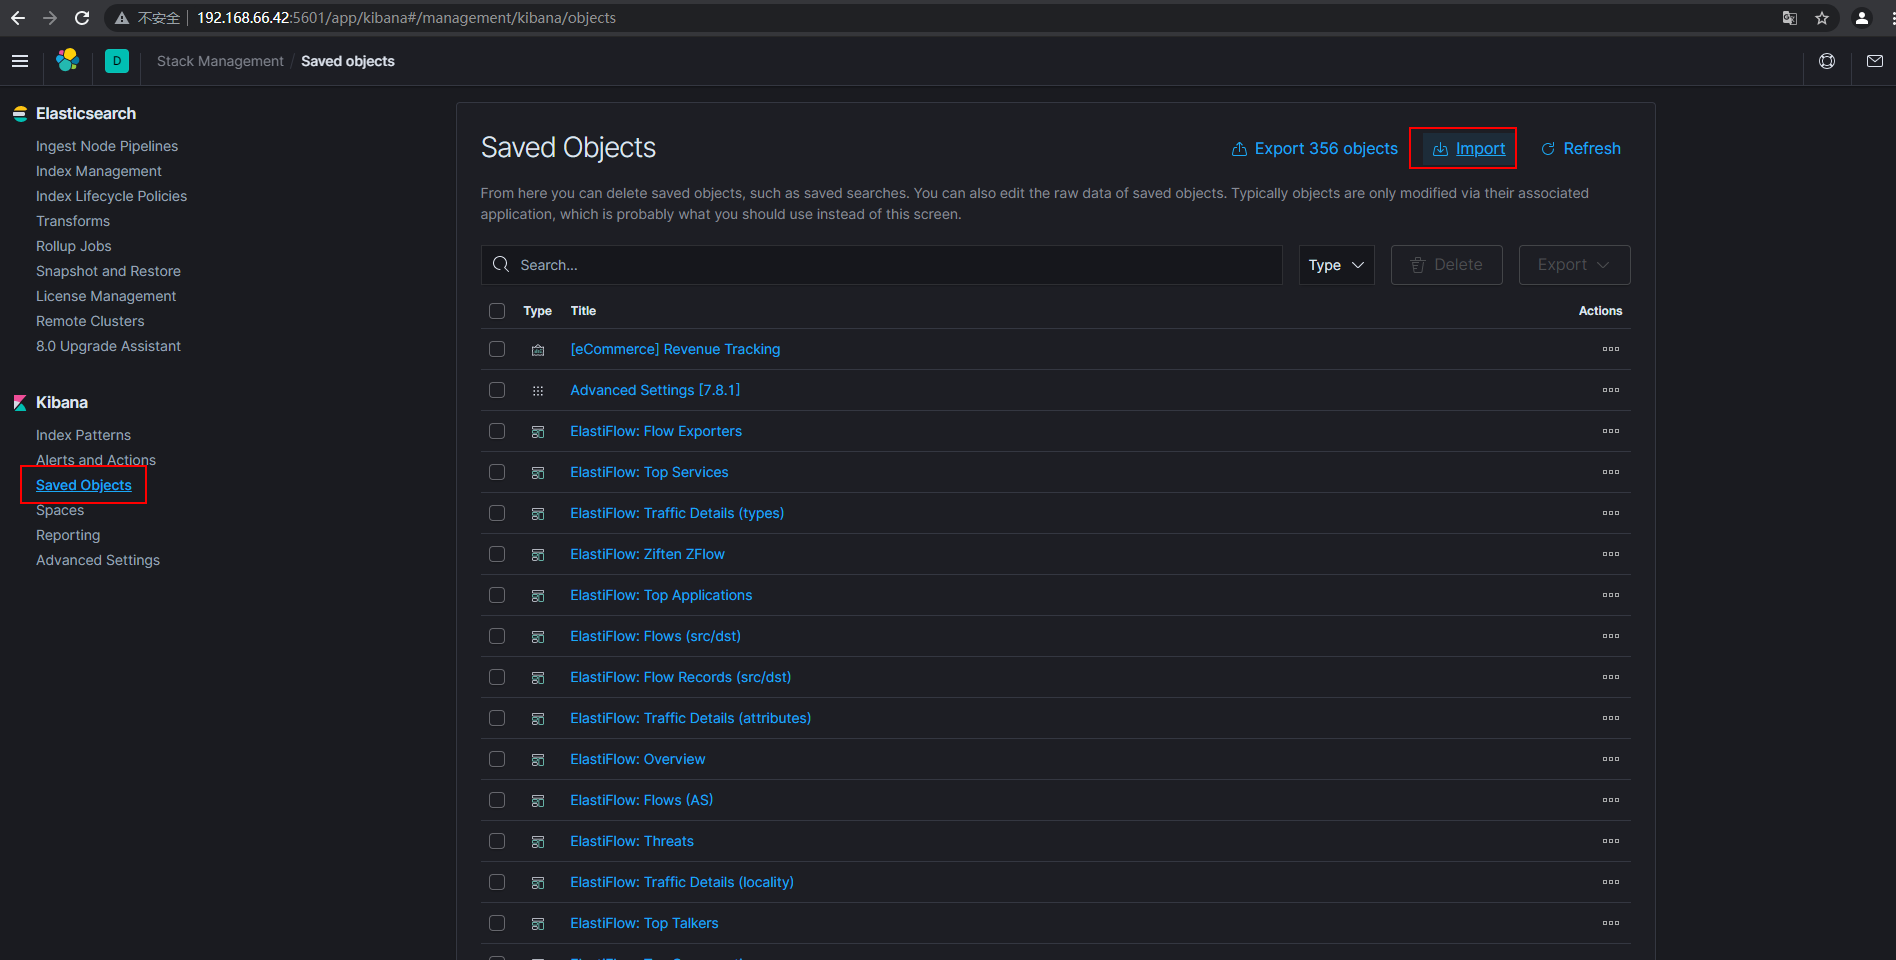 不安全 192.168.66.42:5601/app/kibana#/management/kibana/objects
D Stack Management / Saved objects
Elasticsearch
Ingest Node Pipelines
Index Management
Index Lifecycle Policies
Transforms
Rollup Jobs
Snapshot and Restore
License Management
Remote Clusters
8.0 Upgrade Assistant
Kibana
Index Patterns
Alerts and Actions
Saved Objects
Spaces
Reporting
Advanced Settings
Saved Objects
Export 356 objects Import Refresh
From here you can delete saved objects, such as saved searches. You can also edit the raw data of saved objects. Typically objects are only modified via their associated
application, which is probably what you should use instead of this screen.
Search... Type Delete Export
Type Title Actions
[eCommerce] Revenue Tracking
Advanced Settings [7.8.1]
ElastiFlow: Flow Exporters
ElastiFlow: Top Services
ElastiFlow: Traffic Details (types)
ElastiFlow: Ziften ZFlow
ElastiFlow: Top Applications
ElastiFlow: Flows (src/dst)
ElastiFlow: Flow Records (src/dst)
ElastiFlow: Traffic Details (attributes)
ElastiFlow: Overview
ElastiFlow: Flows (AS)
ElastiFlow: Threats
ElastiFlow: Traffic Details (locality)
ElastiFlow: Top Talkers